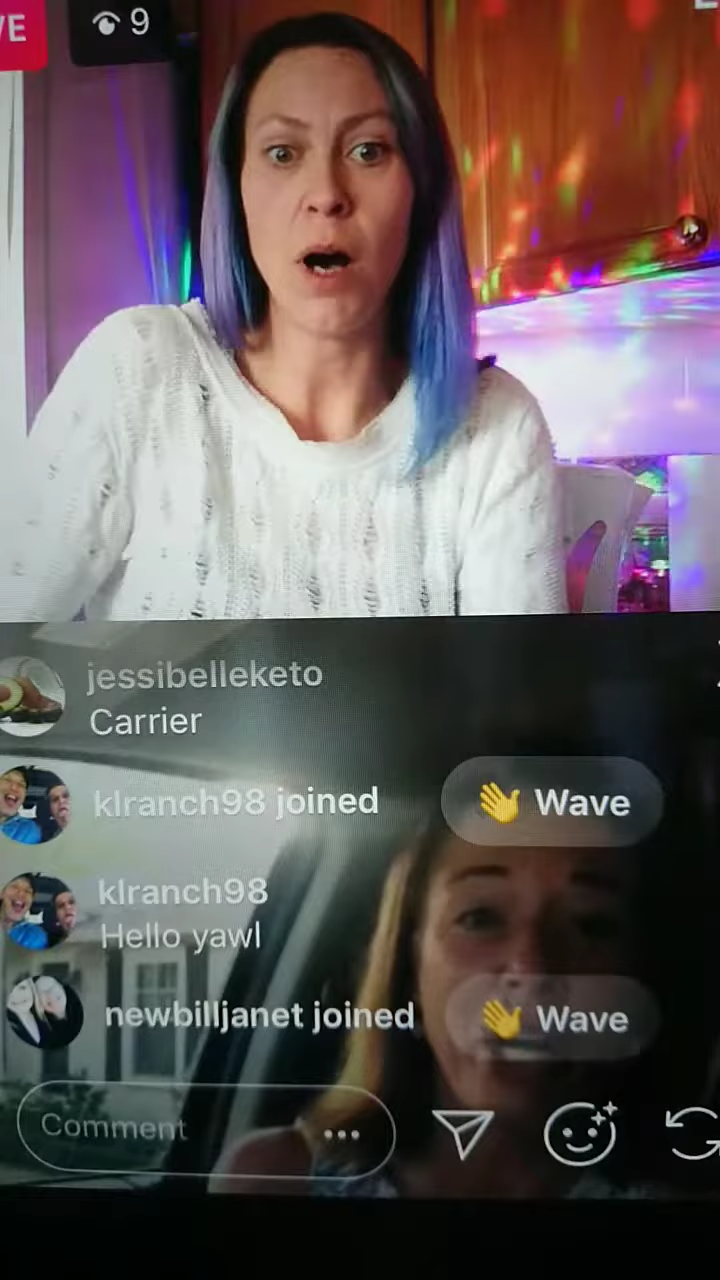 VE 9
jessibelleketo
Carrier
klranch98 joined
Wave
klranch98
Hello yawl
newbilljanet joined
Wave
Comment